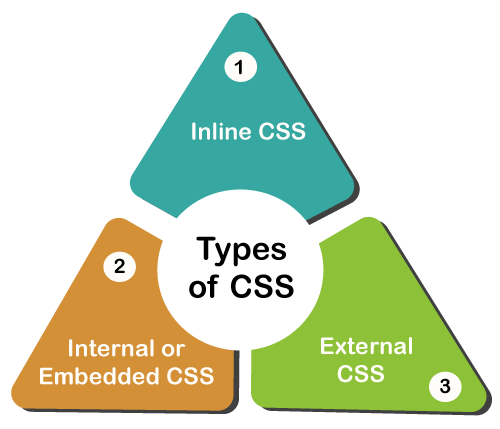 1
Inline CSS
Types
of CSS
2
Internal or
Embedded CSS
External
CSS
3